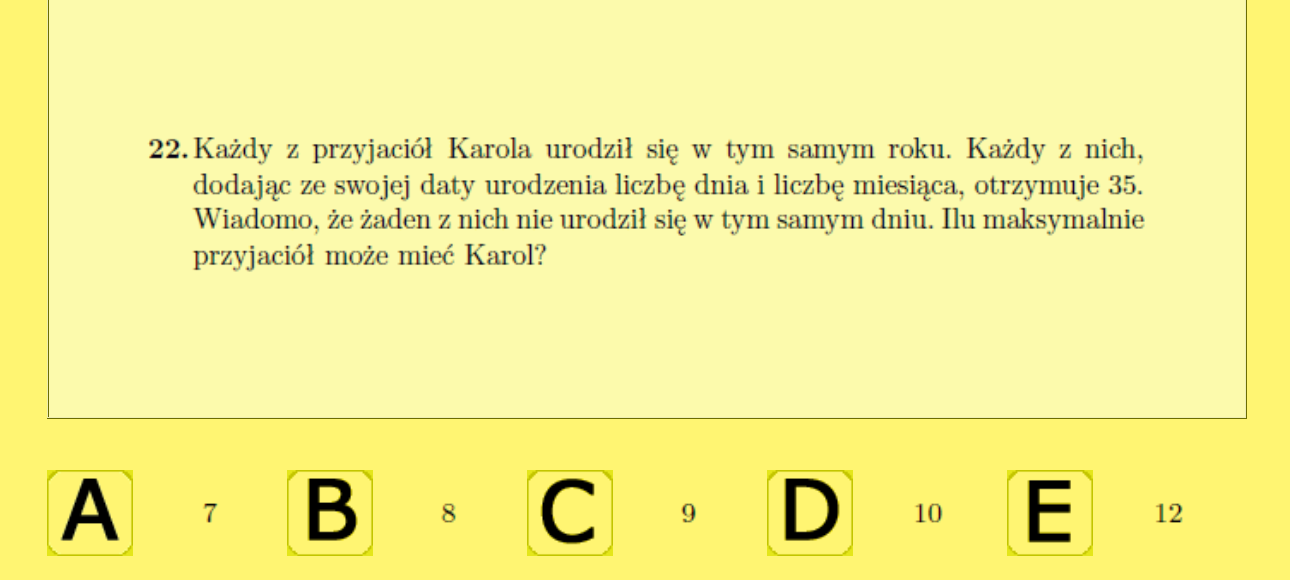 22. Każdy z przyjaciół Karola urodził się w tym samym roku. Każdy z nich,
dodając ze swojej daty urodzenia liczbę dnia i liczbę miesiąca, otrzymuje 35.
Wiadomo, że żaden z nich nie urodził się w tym samym dniu. Ilu maksymalnie
przyjaciół może mieć Karol?
A 7 B 8 C 9 D 10 E 12